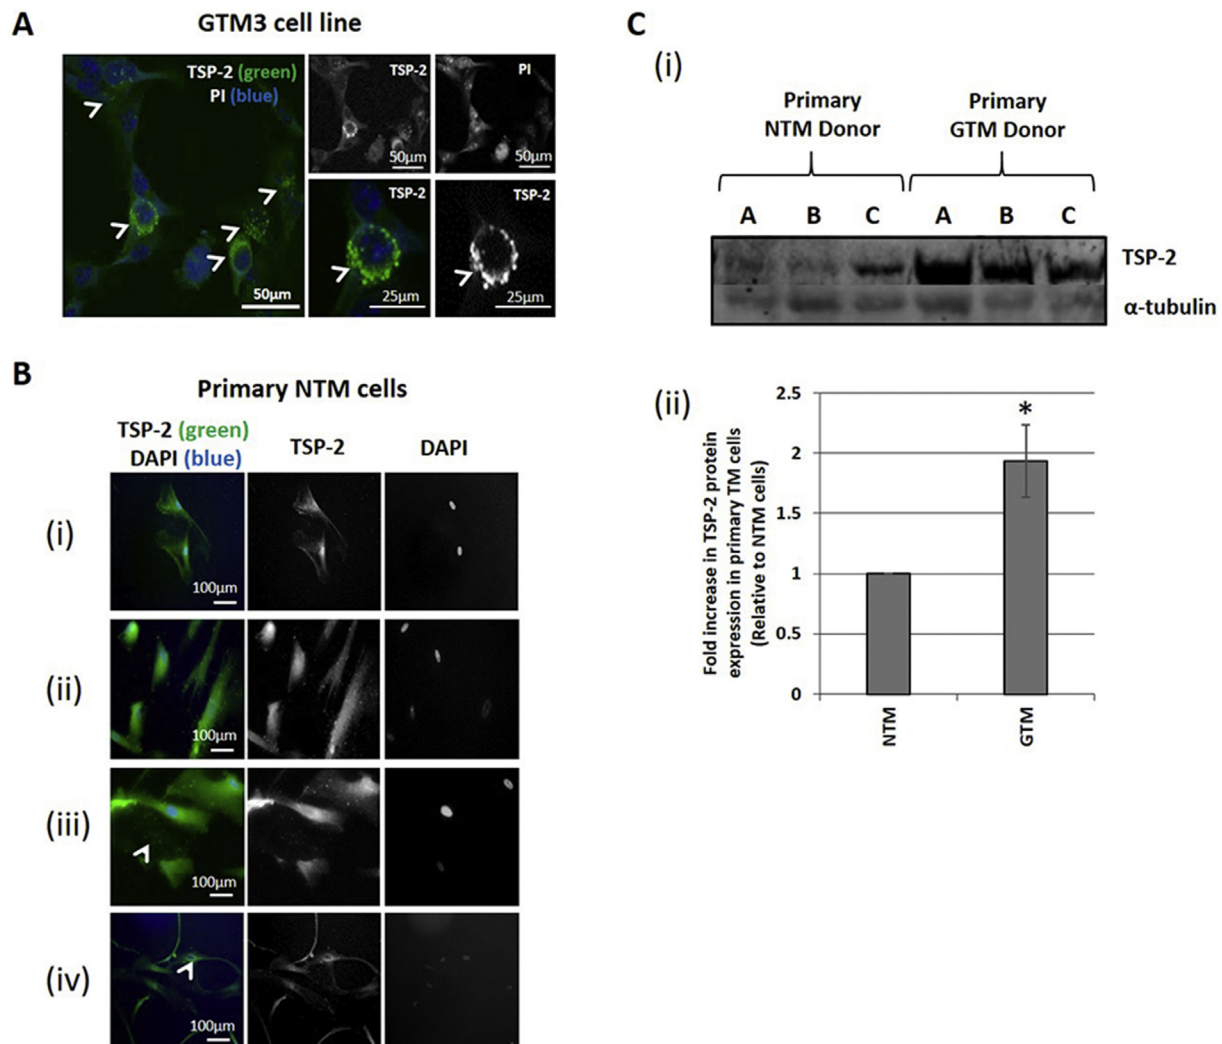 A
GTM3 cell line
TSP-2 (green)
PI (blue)
50µm
TSP-2
50µm
PI
50µm
TSP-2
25µm
TSP-2
25µm
B
Primary NTM cells
TSP-2 (green)
DAPI (blue)
TSP-2
DAPI
(i)
100µm
(ii)
100µm
(iii)
100µm
(iv)
100µm
C
(i)
Primary
NTM Donor
Primary
GTM Donor
A B C A B C
TSP-2
α-tubulin
(ii)
Fold increase in TSP-2 protein
expression in primary TM cells
(Relative to NTM cells)
2.5
2
1.5
1
0.5
0
*
NTM
GTM